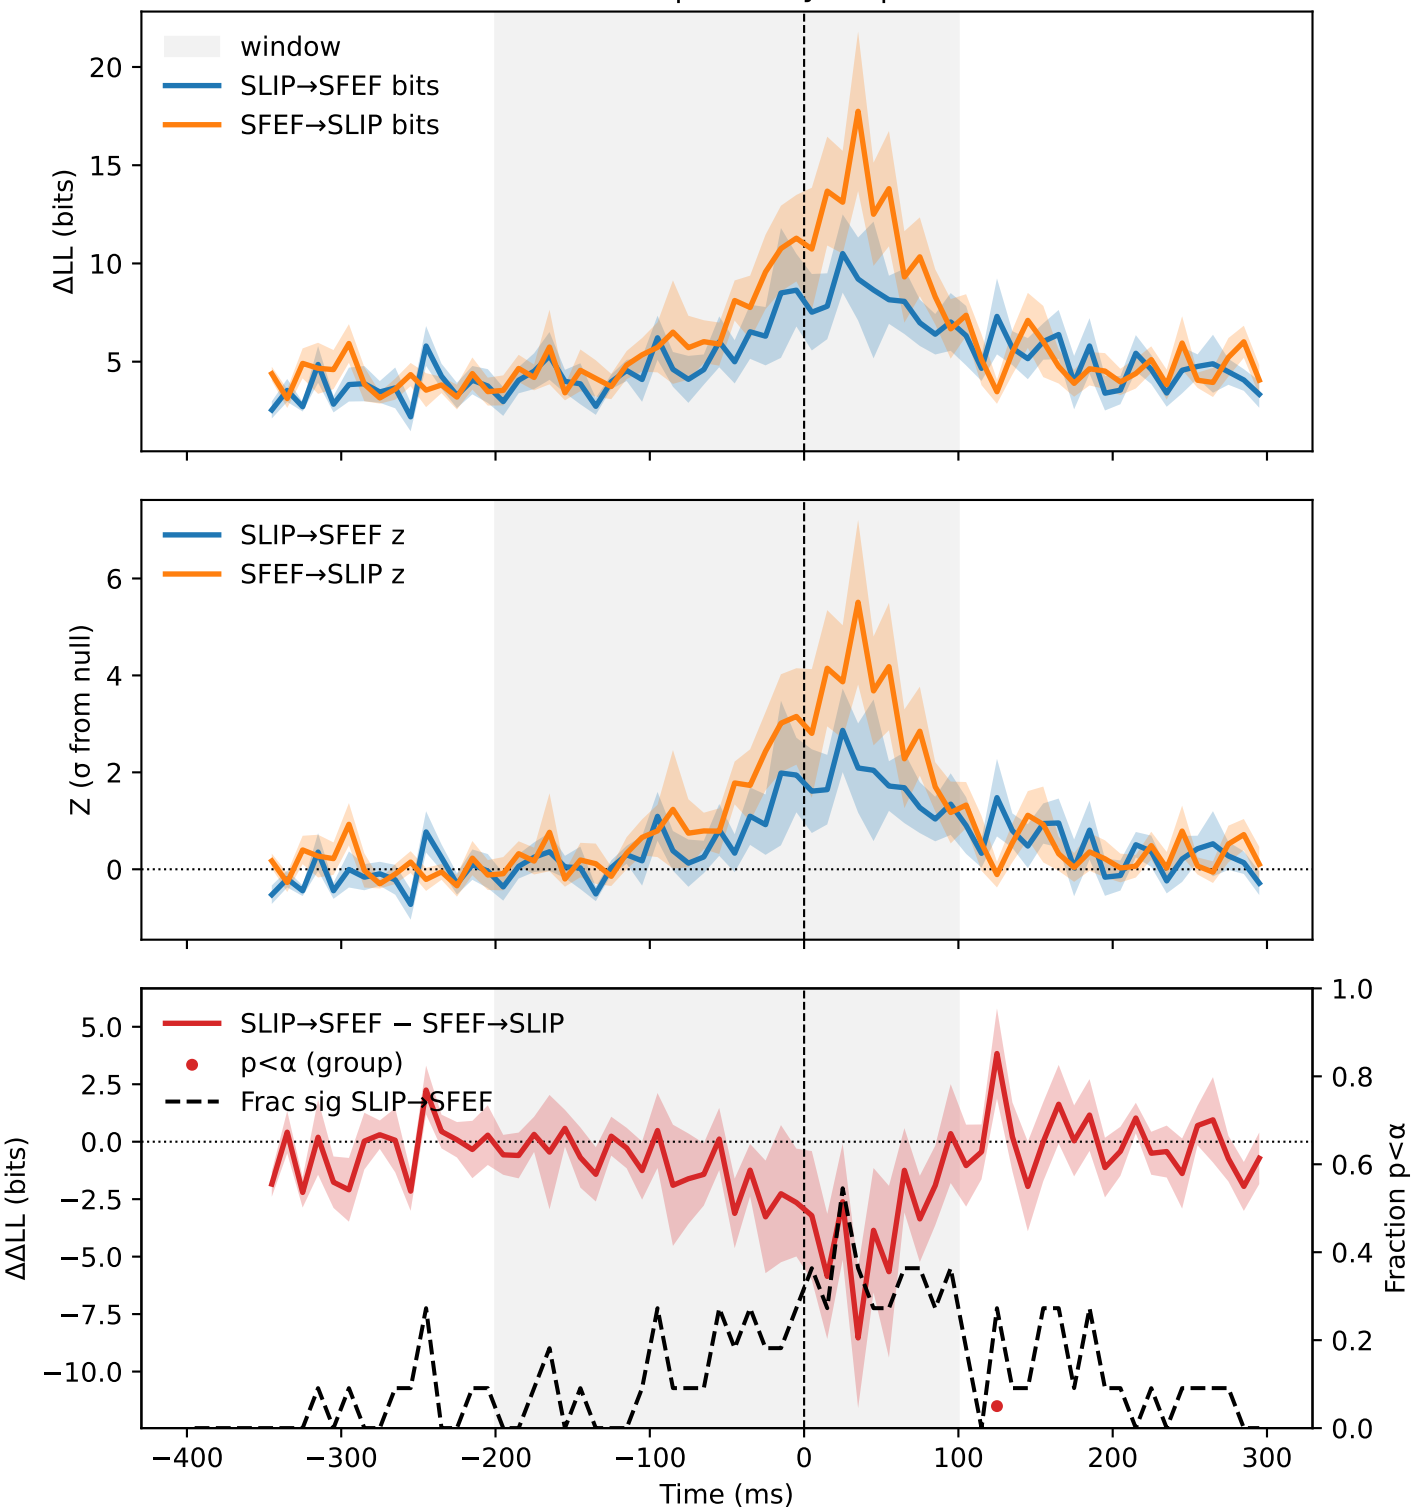 window
SLIP→SFEF bits
SFEF→SLIP bits
ΔLL (bits)
20
15
10
5
SLIP→SFEF z
SFEF→SLIP z
Z (σ from null)
6
4
2
0
SLIP→SFEF − SFEF→SLIP
p<α (group)
Frac sig SLIP→SFEF
ΔΔLL (bits)
5.0
2.5
0.0
−2.5
−5.0
−7.5
−10.0
1.0
0.8
0.6
0.4
0.2
0.0
Fraction p<α
−400 −300 −200 −100 0 100 200 300
Time (ms)